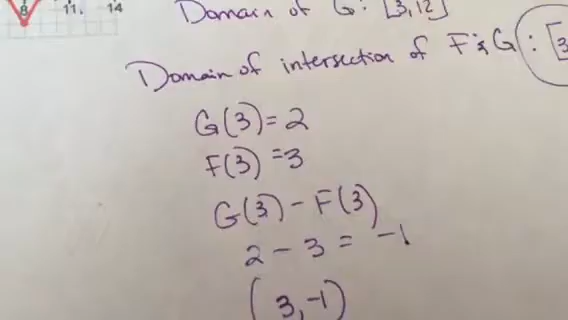 8 11. 14
Domain of G: [3,12]
Domain of intersection of F & G: [3
G(3) = 2
F(3) = 3
G(3) - F(3)
2 - 3 = -1
(3, -1)